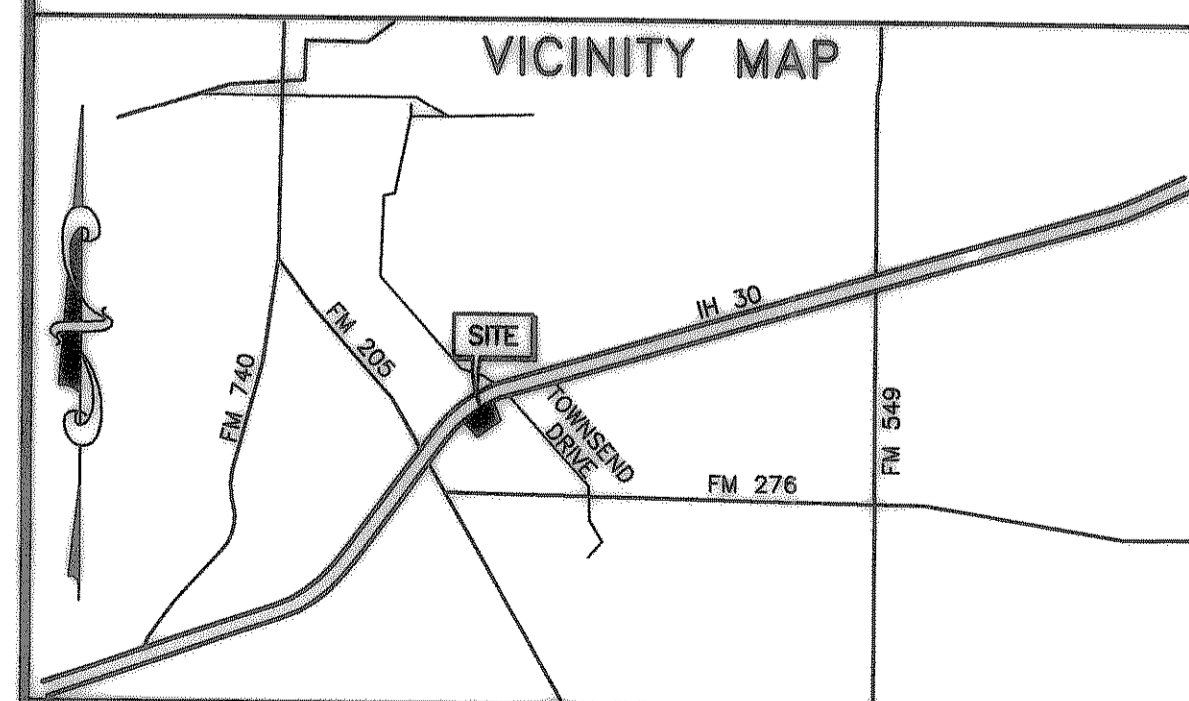 VICINITY MAP
IH 30
FM 205
SITE
FM 740
TOWNSEND
DRIVE
FM 549
FM 276